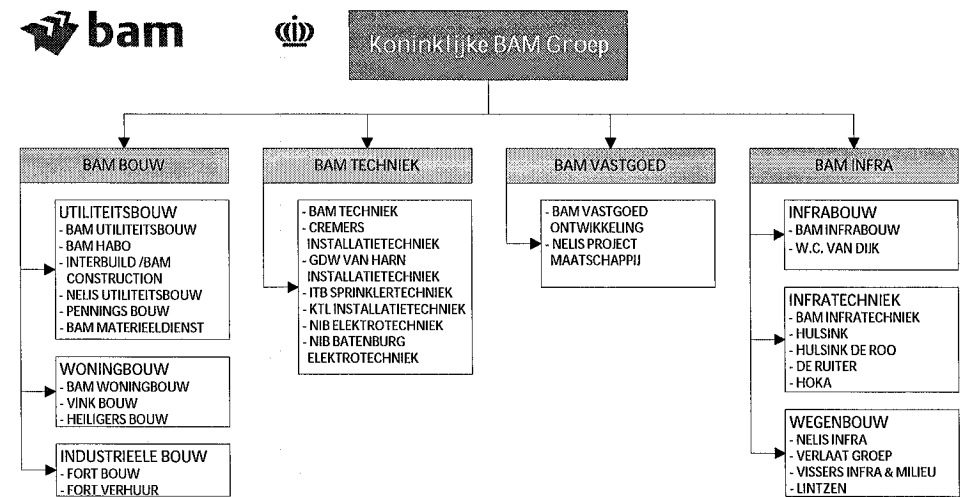 bam
Koninklijke BAM Groep
BAM BOUW
UTILITEITSBOUW
- BAM UTILITEITSBOUW
- BAM HABO
- INTERBUILD /BAM
CONSTRUCTION
- NELIS UTILITEITSBOUW
- PENNINGS BOUW
- BAM MATERIEELDIENST
WONINGBOUW
- BAM WONINGBOUW
- VINK BOUW
- HEILIGERS BOUW
INDUSTRIEELE BOUW
- FORT BOUW
- FORT VERHUUR
BAM TECHNIEK
- BAM TECHNIEK
- CREMERS
INSTALLATIETECHNIEK
- GDW VAN HARN
INSTALLATIETECHNIEK
- ITB SPRINKLERTECHNIEK
- KTL INSTALLATIETECHNIEK
- NIB ELEKTROTECHNIEK
- NIB BATENBURG
ELEKTROTECHNIEK
BAM VASTGOED
- BAM VASTGOED
ONTWIKKELING
- NELIS PROJECT
MAATSCHAPPIJ
BAM INFRA
INFRABOUW
- BAM INFRABOUW
- W.C. VAN DIJK
INFRATECHNIEK
- BAM INFRATECHNIEK
- HULSINK
- HULSINK DE ROO
- DE RUITER
- HOKA
WEGENBOUW
- NELIS INFRA
- VERLAAT GROEP
- VISSERS INFRA & MILIEU
- LINTZEN